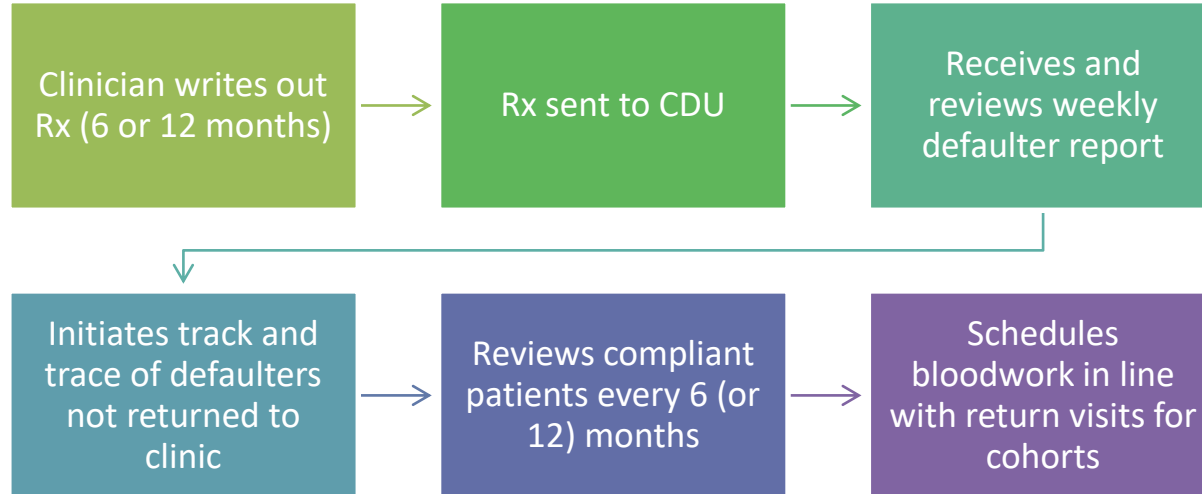 Clinician writes out
Rx (6 or 12 months)
Rx sent to CDU
Receives and
reviews weekly
defaulter report
Initiates track and
trace of defaulters
not returned to
clinic
Reviews compliant
patients every 6 (or
12) months
Schedules
bloodwork in line
with return visits for
cohorts